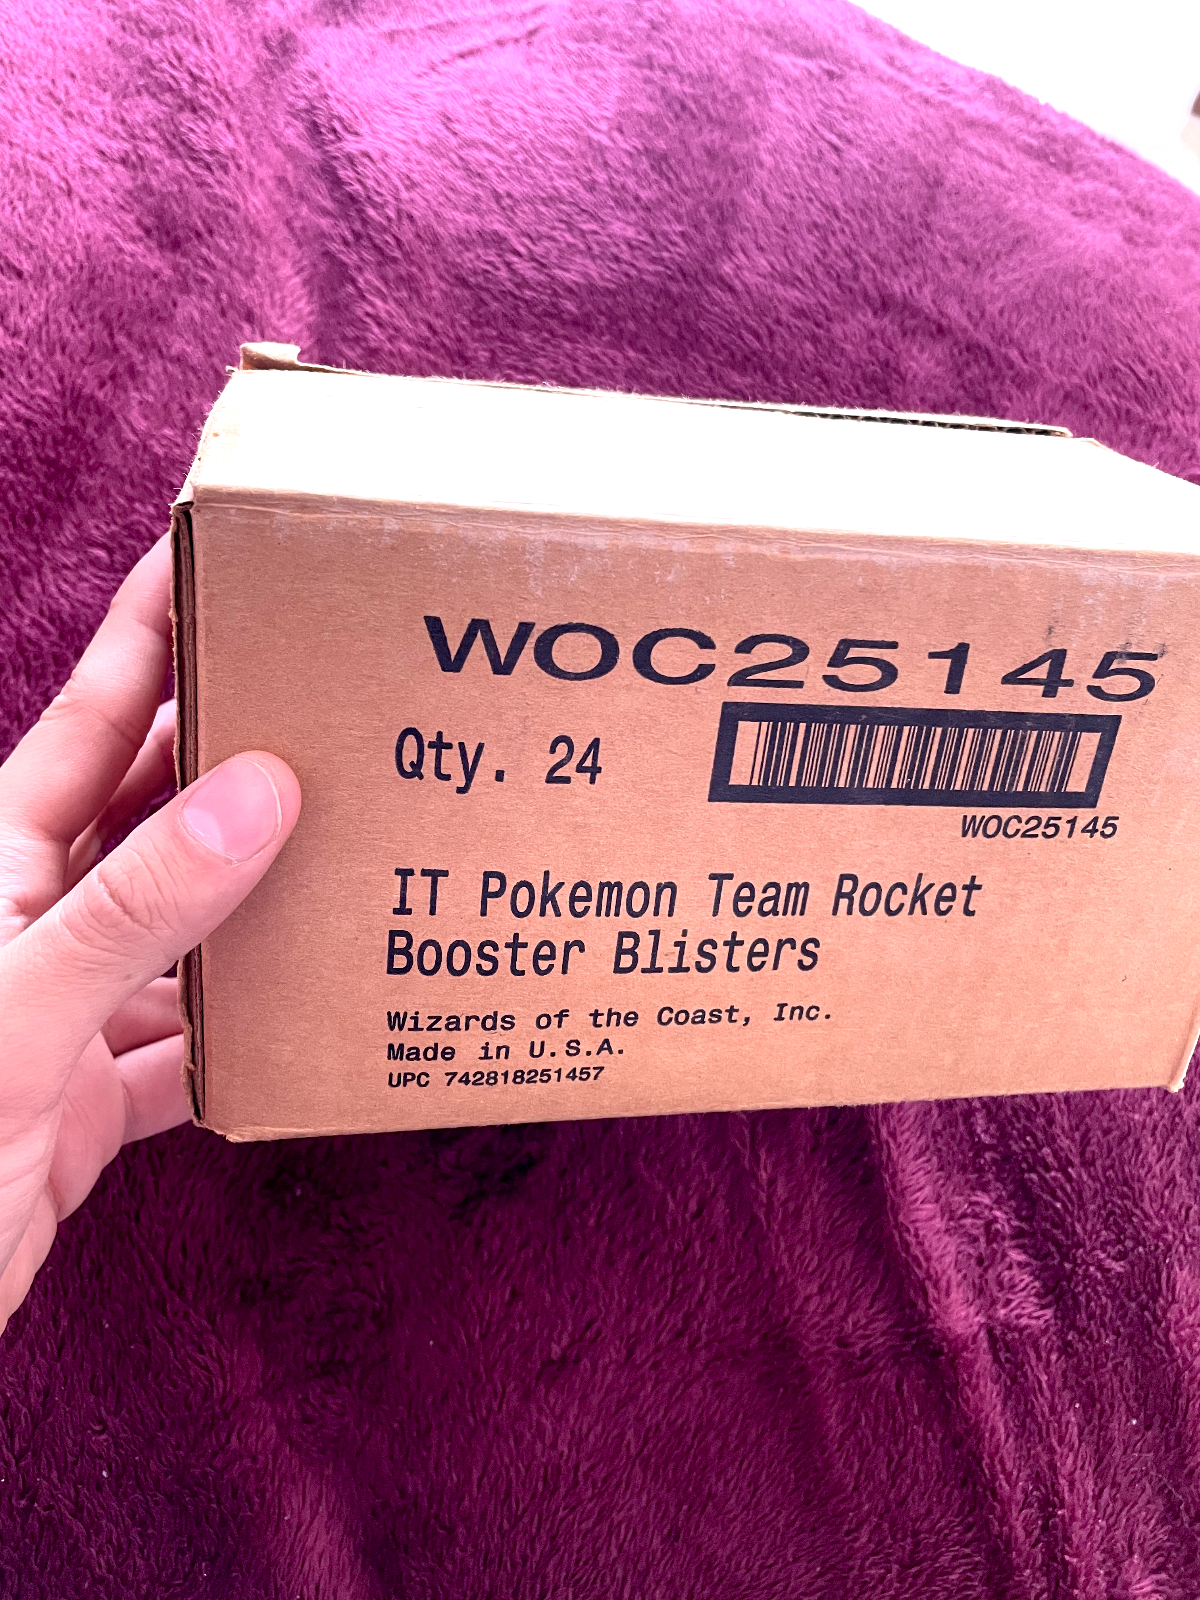 WOC25145
Qty. 24
WOC25145
IT Pokemon Team Rocket
Booster Blisters
Wizards of the Coast, Inc.
Made in U.S.A.
UPC 742818251457